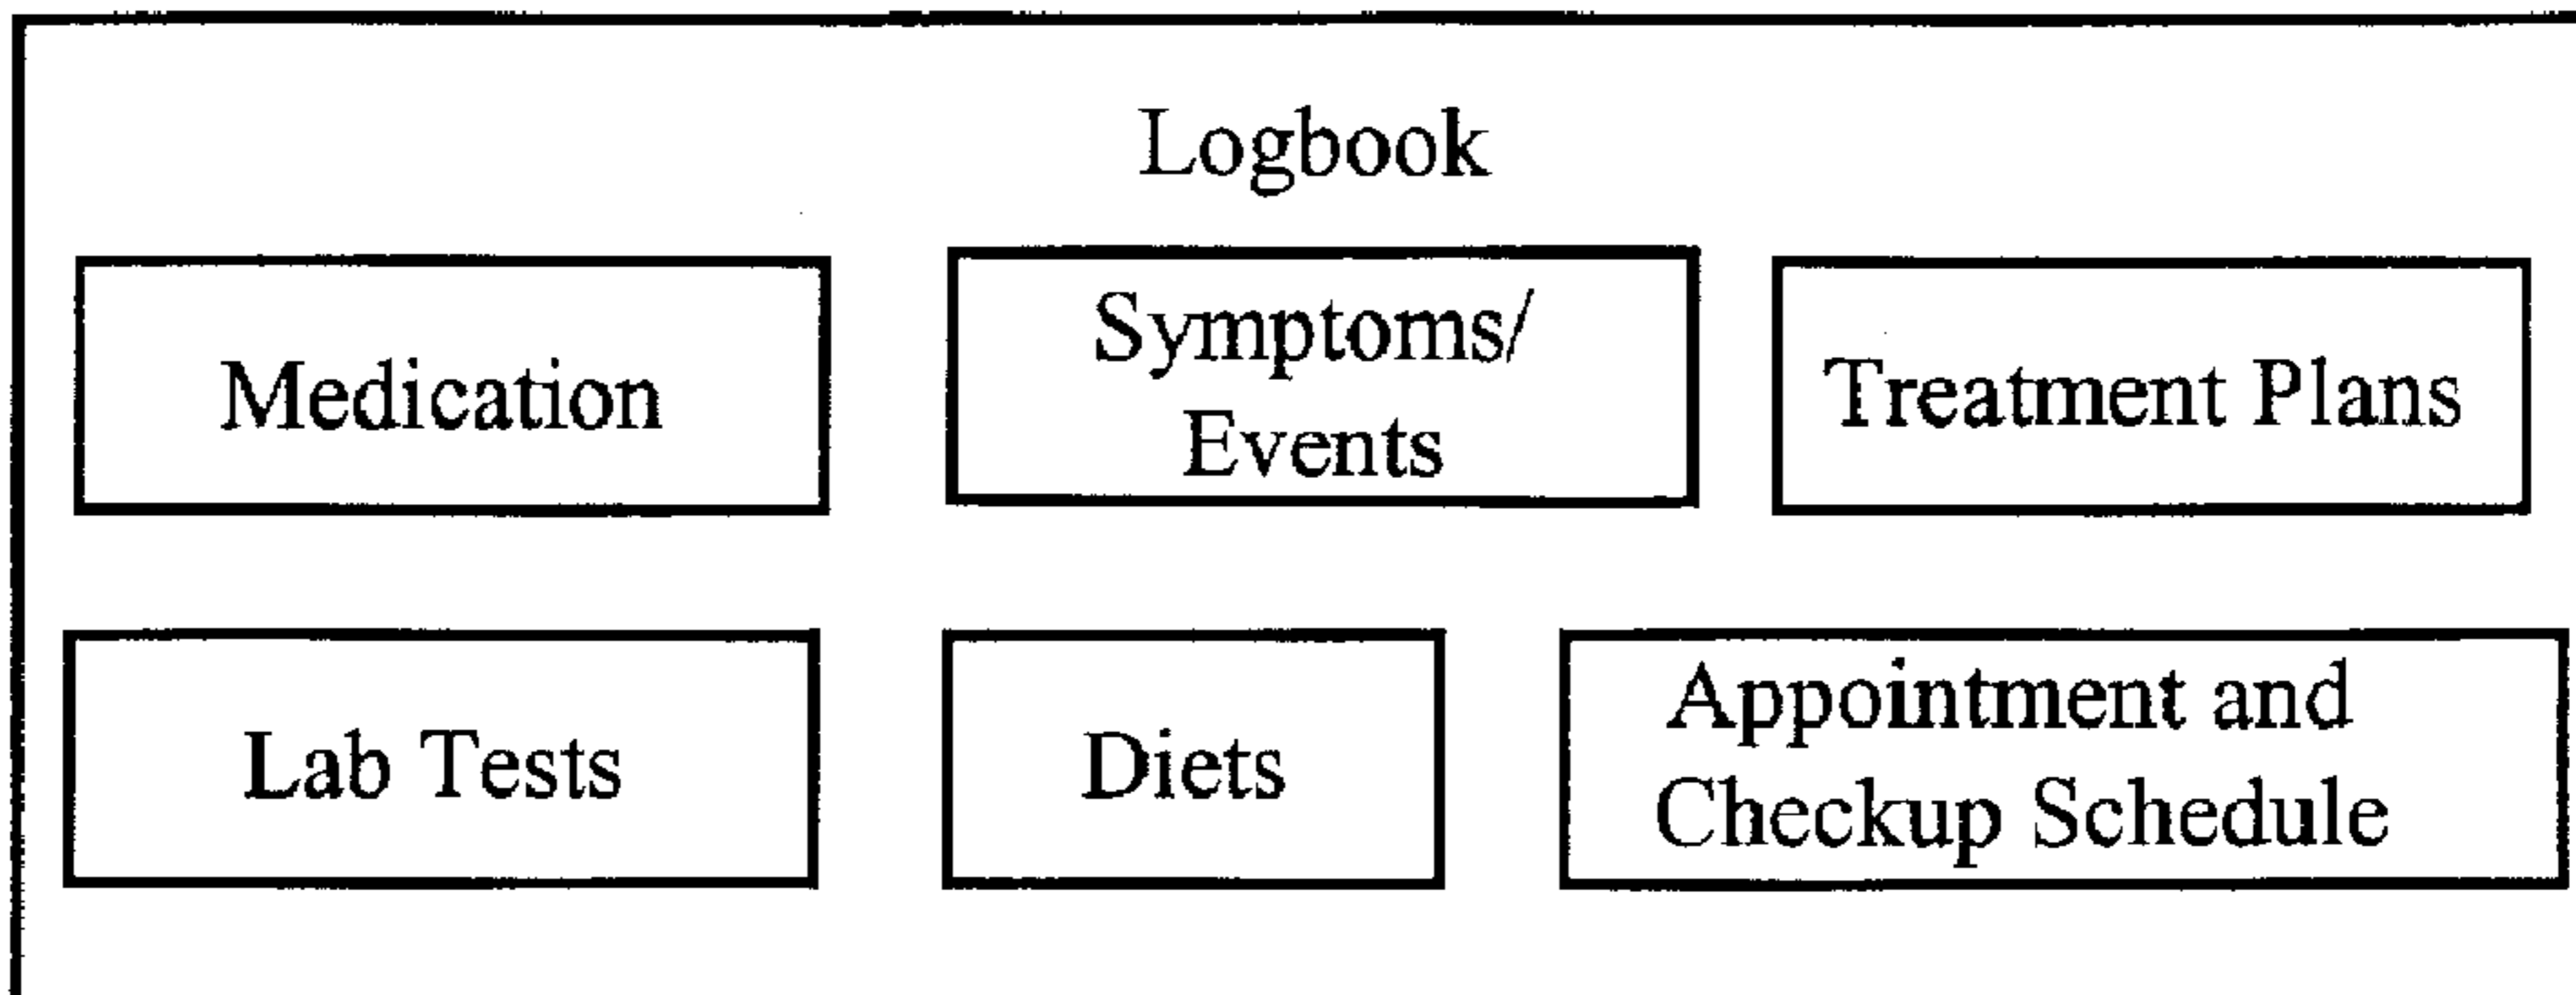 Logbook
Medication
Symptoms/
Events
Treatment Plans
Lab Tests
Diets
Appointment and
Checkup Schedule